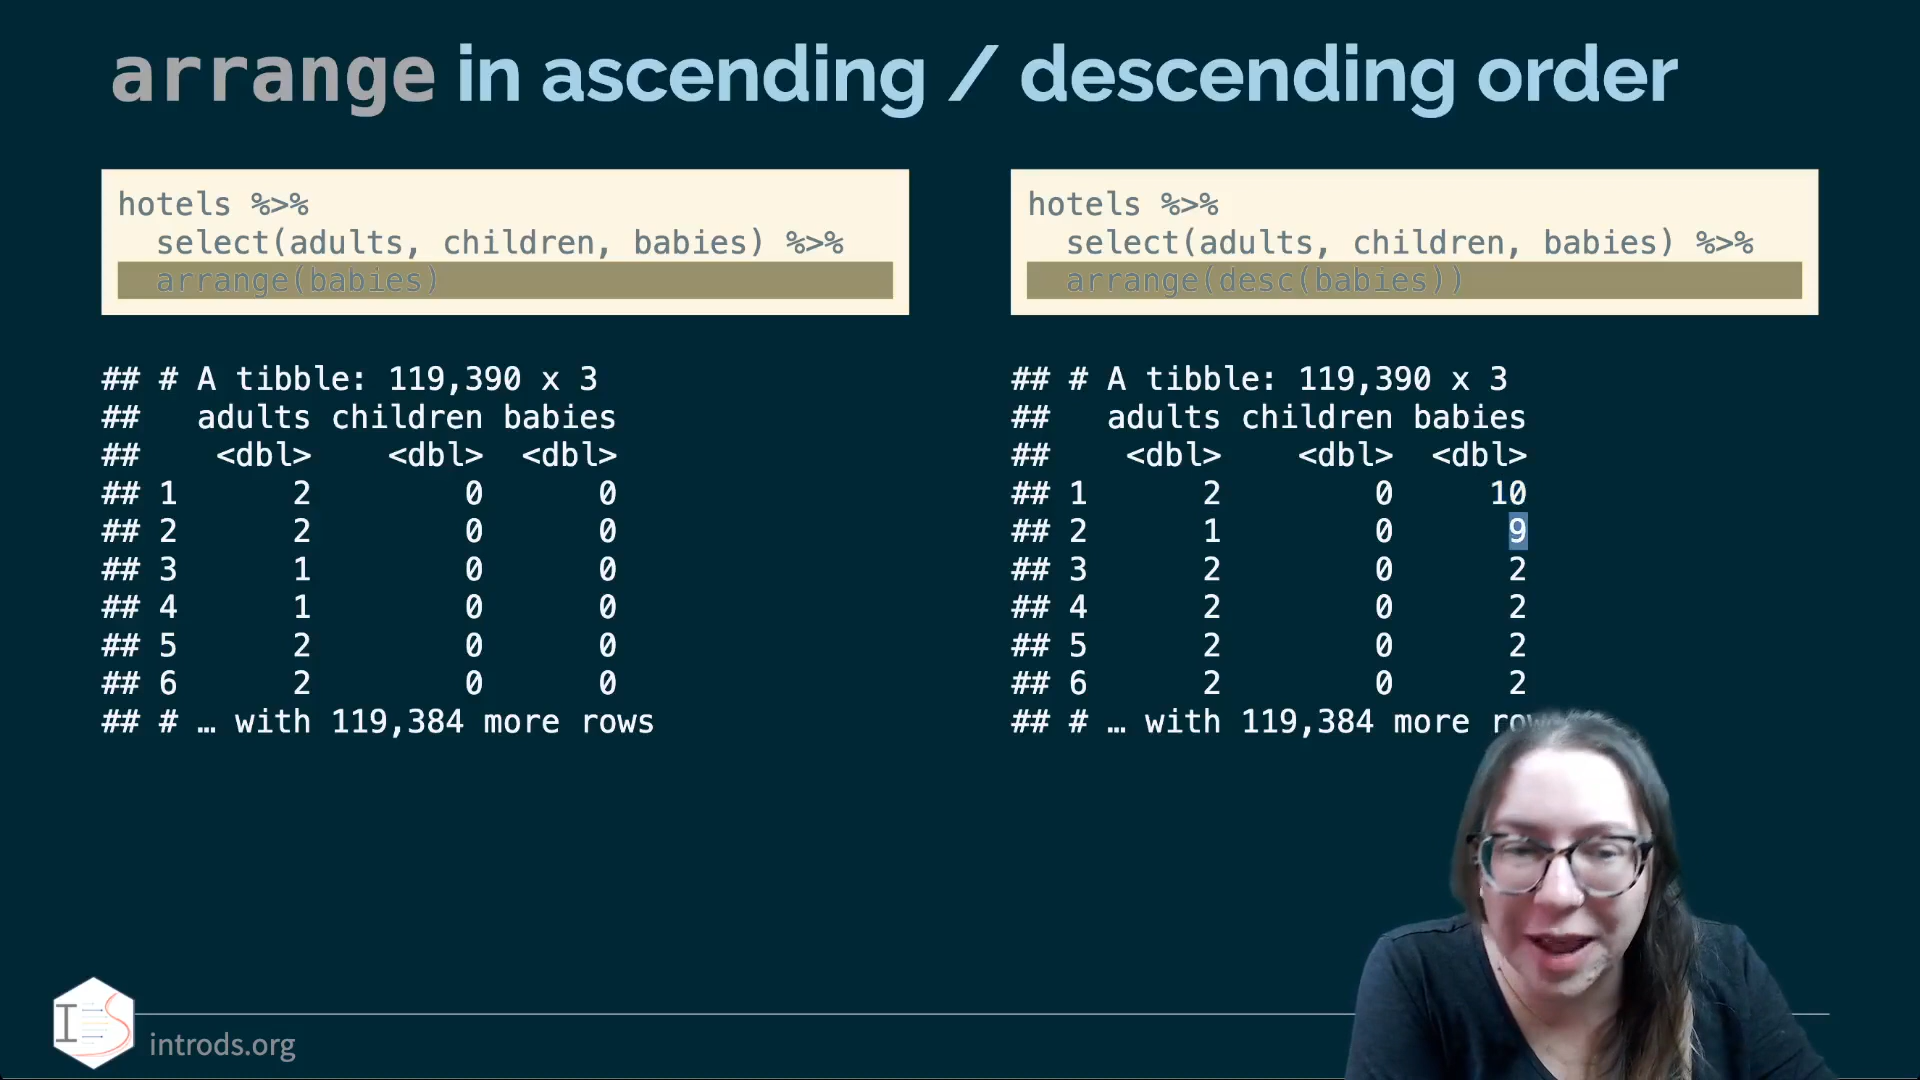 arrange in ascending / descending order
hotels %>%
  select(adults, children, babies) %>%
  arrange(babies)
## # A tibble: 119,390 x 3
##   adults children babies
##    <dbl>    <dbl>  <dbl>
## 1      2        0      0
## 2      2        0      0
## 3      1        0      0
## 4      1        0      0
## 5      2        0      0
## 6      2        0      0
## # … with 119,384 more rows
hotels %>%
  select(adults, children, babies) %>%
  arrange(desc(babies))
## # A tibble: 119,390 x 3
##   adults children babies
##    <dbl>    <dbl>  <dbl>
## 1      2        0     10
## 2      1        0      9
## 3      2        0      2
## 4      2        0      2
## 5      2        0      2
## 6      2        0      2
## # … with 119,384 more
IS
introds.org